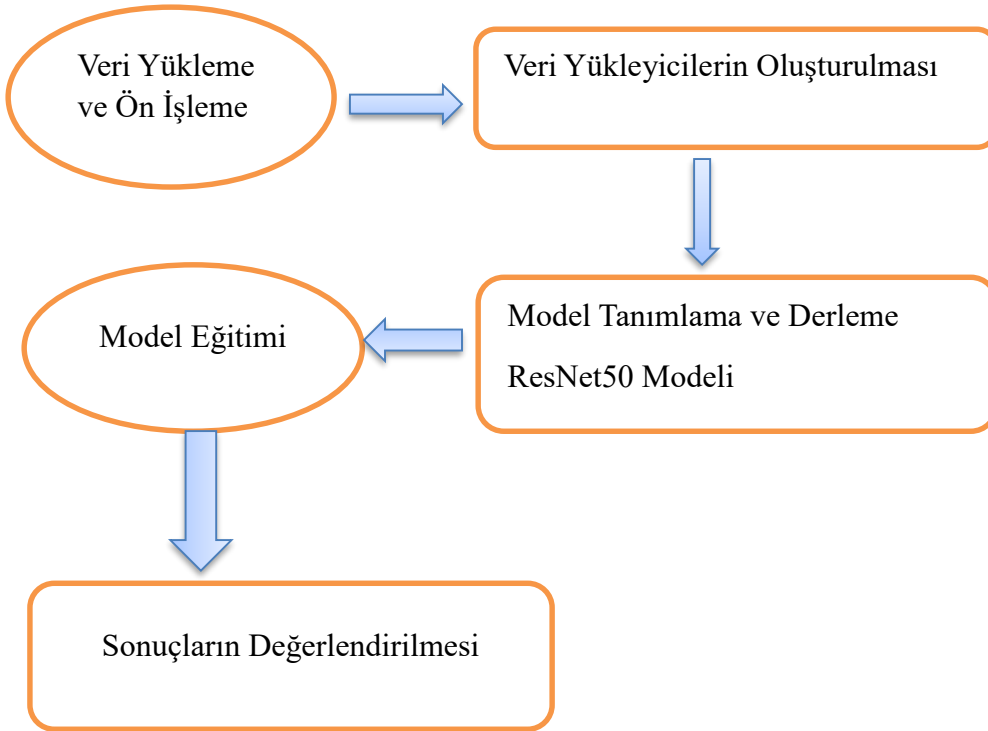 Veri Yükleme
ve Ön İşleme
Veri Yükleyicilerin Oluşturulması
Model Tanımlama ve Derleme
ResNet50 Modeli
Model Eğitimi
Sonuçların Değerlendirilmesi